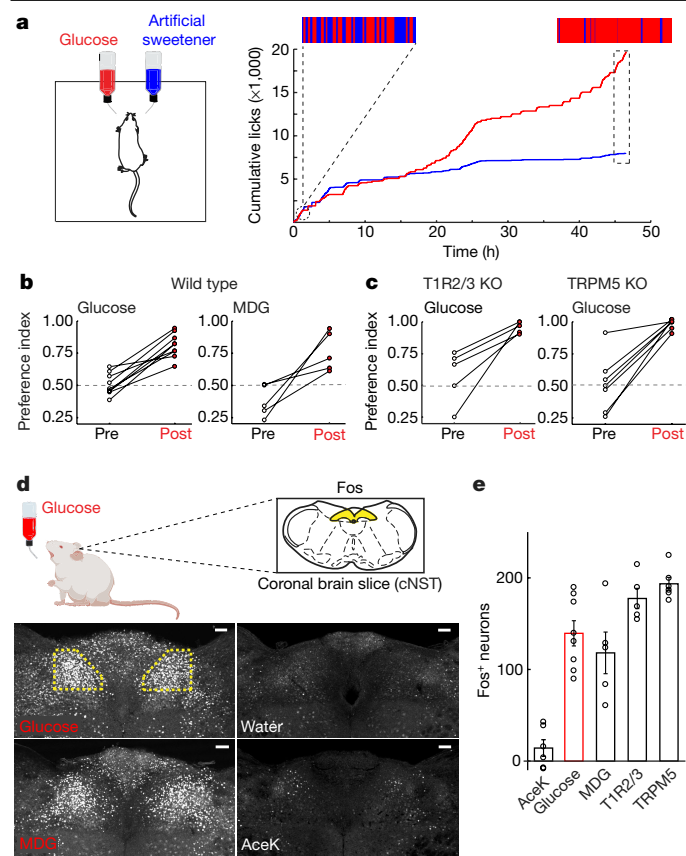 a
Glucose
Artificial
sweetener
Cumulative licks (×1,000)
20
15
10
5
0
10
20
30
40
50
Time (h)
b
Wild type
Glucose
MDG
Preference index
1.00
0.75
0.50
0.25
Pre
Post
1.00
0.75
0.50
0.25
Pre
Post
c
T1R2/3 KO
TRPM5 KO
Glucose
Glucose
Preference index
1.00
0.75
0.50
0.25
Pre
Post
1.00
0.75
0.50
0.25
Pre
Post
d
Glucose
Fos
Coronal brain slice (cNST)
Glucose
Water
MDG
AceK
e
Fos+ neurons
200
100
0
AceK
Glucose
MDG
T1R2/3
TRPM5